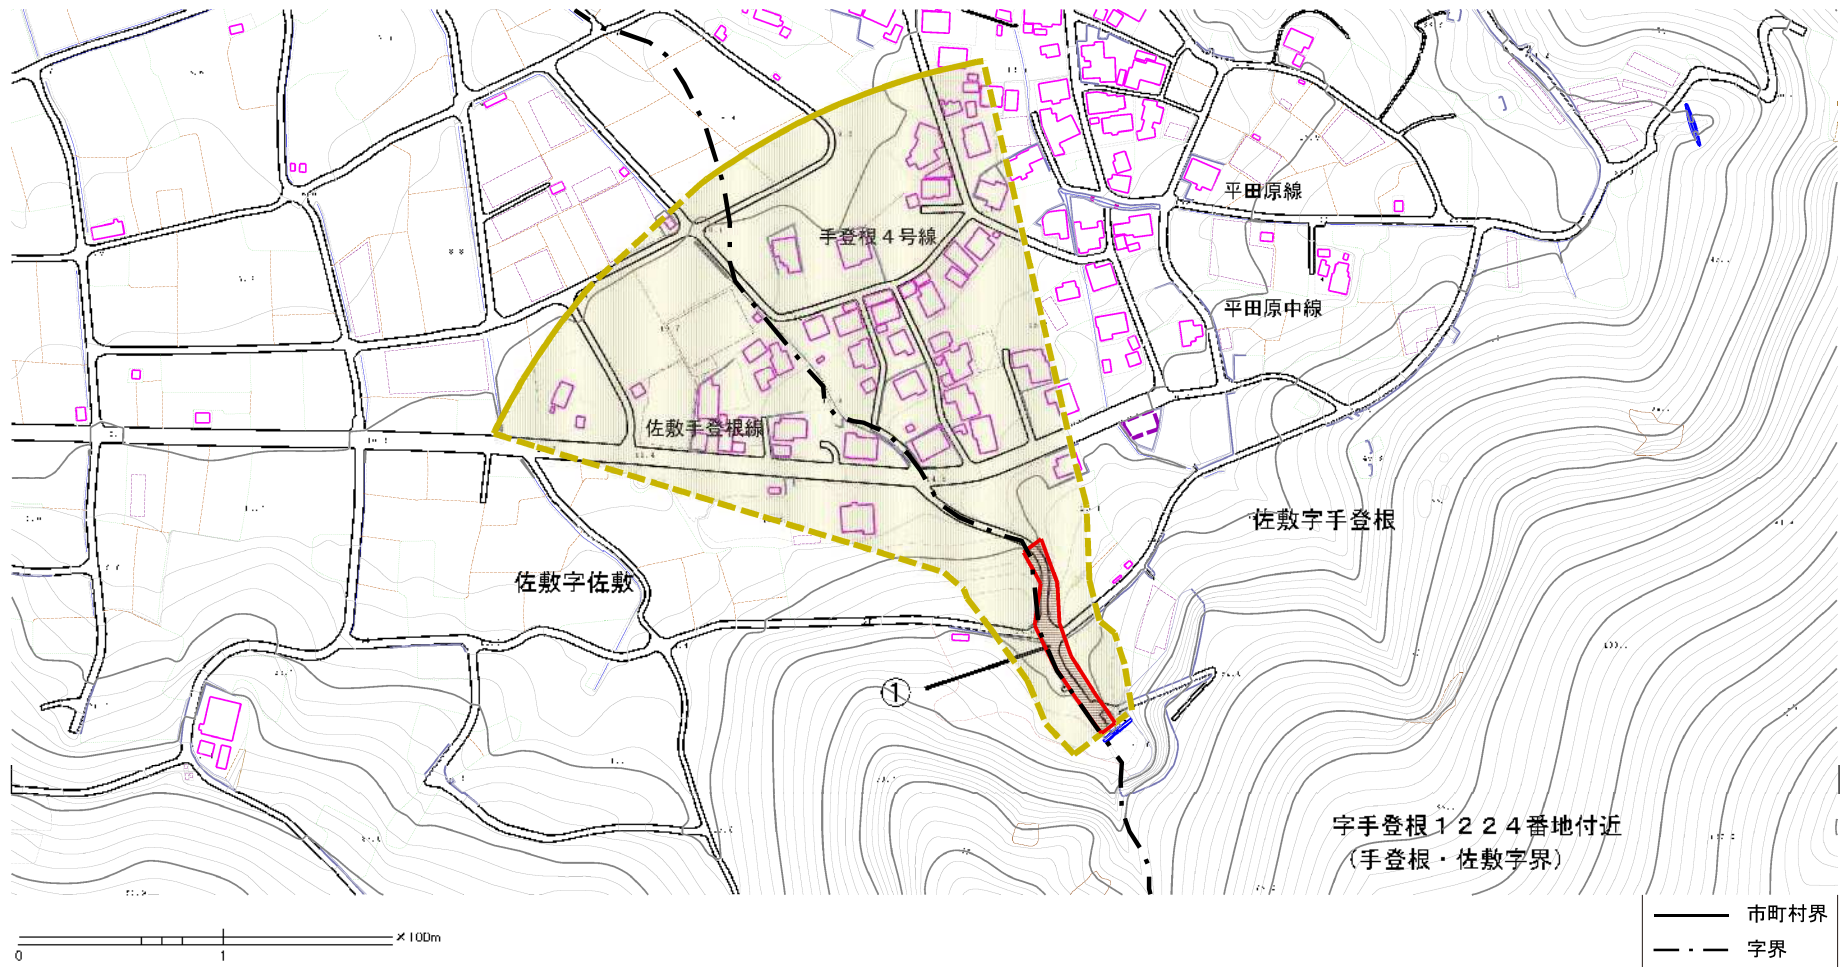 平田原線
手登根4号線
平田原中線
佐敷手登根線
佐敷字手登根
佐敷字佐敷
①
字手登根1224番地付近
(手登根・佐敷字界)
市町村界
字界
×100m
0 1